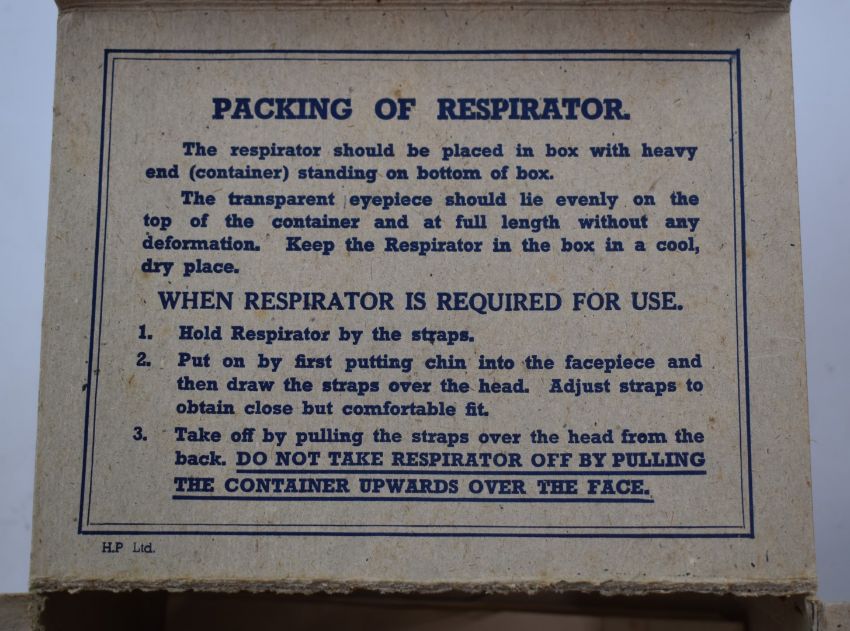 PACKING OF RESPIRATOR.
The respirator should be placed in box with heavy
end (container) standing on bottom of box.
The transparent eyepiece should lie evenly on the
top of the container and at full length without any
deformation. Keep the Respirator in the box in a cool,
dry place.
WHEN RESPIRATOR IS REQUIRED FOR USE.
1. Hold Respirator by the straps.
2. Put on by first putting chin into the facepiece and
then draw the straps over the head. Adjust straps to
obtain close but comfortable fit.
3. Take off by pulling the straps over the head from the
back. DO NOT TAKE RESPIRATOR OFF BY PULLING
THE CONTAINER UPWARDS OVER THE FACE.
H.P Ltd.